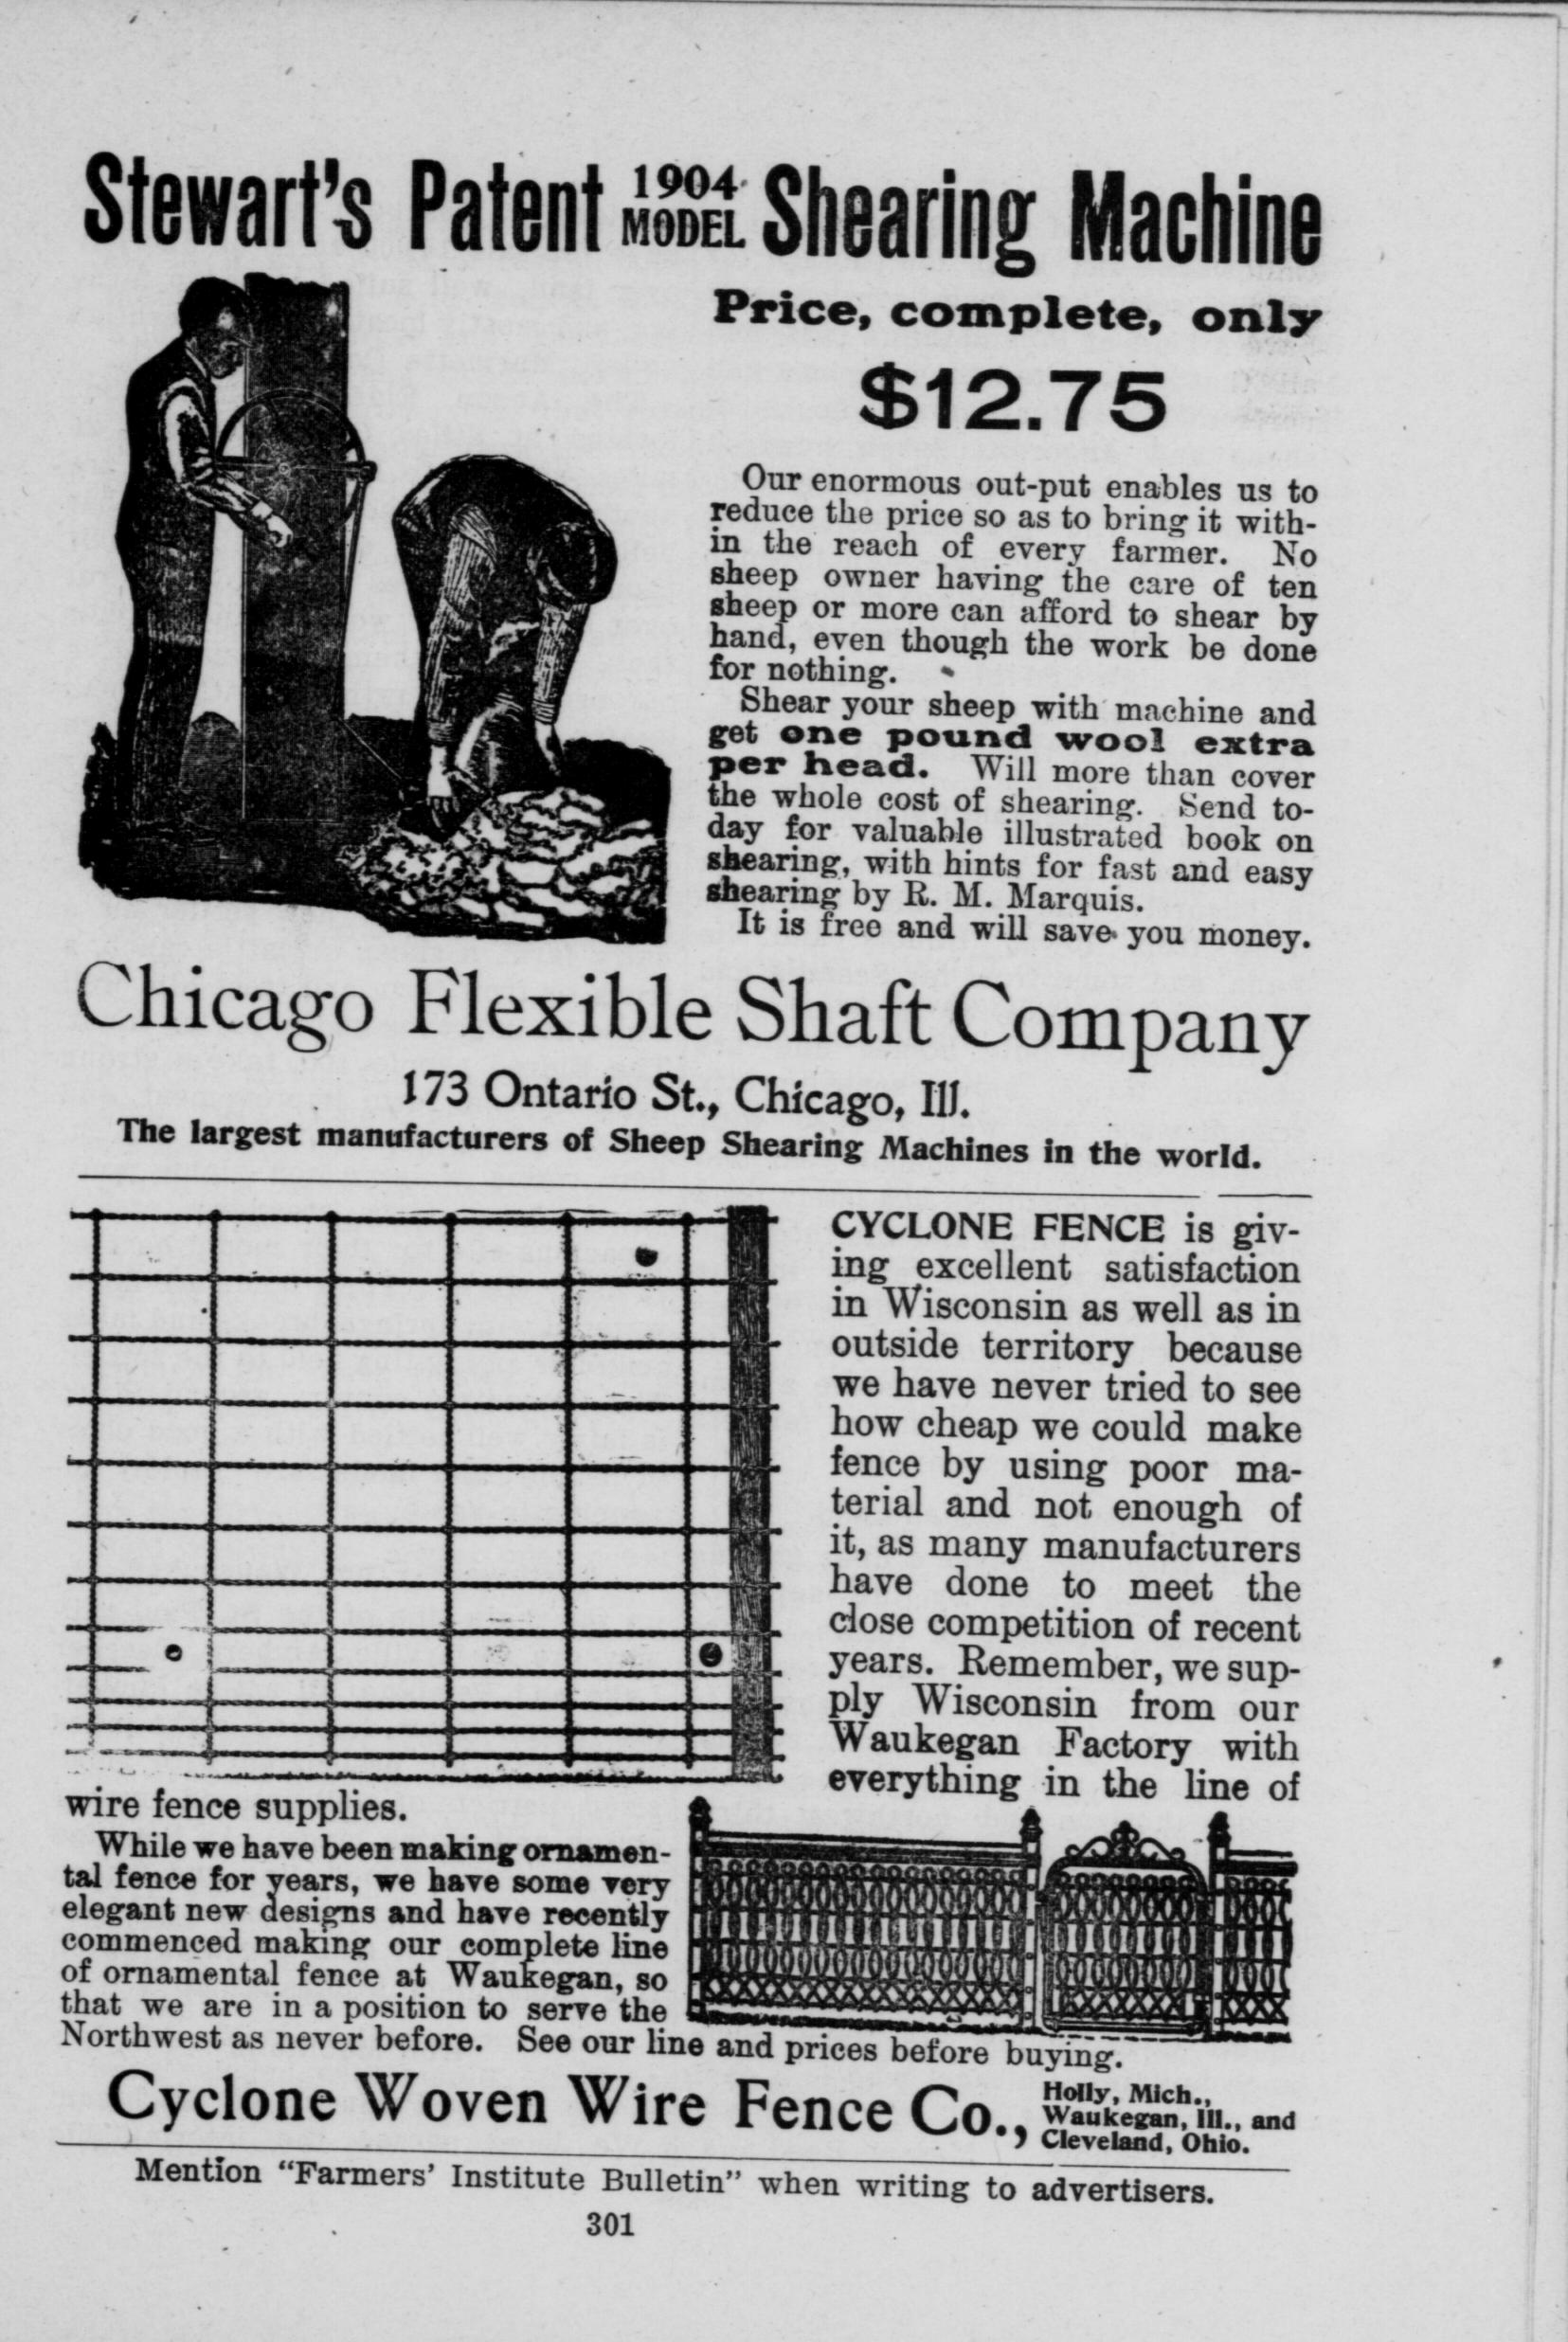 Stewart's Patent 1904 MODEL Shearing Machine
Price, complete, only
$12.75
Our enormous out-put enables us to
reduce the price so as to bring it with-
in the reach of every farmer. No
sheep owner having the care of ten
sheep or more can afford to shear by
hand, even though the work be done
for nothing.
Shear your sheep with machine and
get one pound wool extra
per head. Will more than cover
the whole cost of shearing. Send to-
day for valuable illustrated book on
shearing, with hints for fast and easy
shearing by R. M. Marquis.
It is free and will save you money.
Chicago Flexible Shaft Company
173 Ontario St., Chicago, Ill.
The largest manufacturers of Sheep Shearing Machines in the world.
CYCLONE FENCE is giv-
ing excellent satisfaction
in Wisconsin as well as in
outside territory because
we have never tried to see
how cheap we could make
fence by using poor ma-
terial and not enough of
it, as many manufacturers
have done to meet the
close competition of recent
years. Remember, we sup-
ply Wisconsin from our
Waukegan Factory with
everything in the line of
wire fence supplies.
While we have been making ornamen-
tal fence for years, we have some very
elegant new designs and have recently
commenced making our complete line
of ornamental fence at Waukegan, so
that we are in a position to serve the
Northwest as never before. See our line and prices before buying.
Cyclone Woven Wire Fence Co.,
Holly, Mich.,
Waukegan, Ill., and
Cleveland, Ohio.
Mention "Farmers' Institute Bulletin" when writing to advertisers.
301